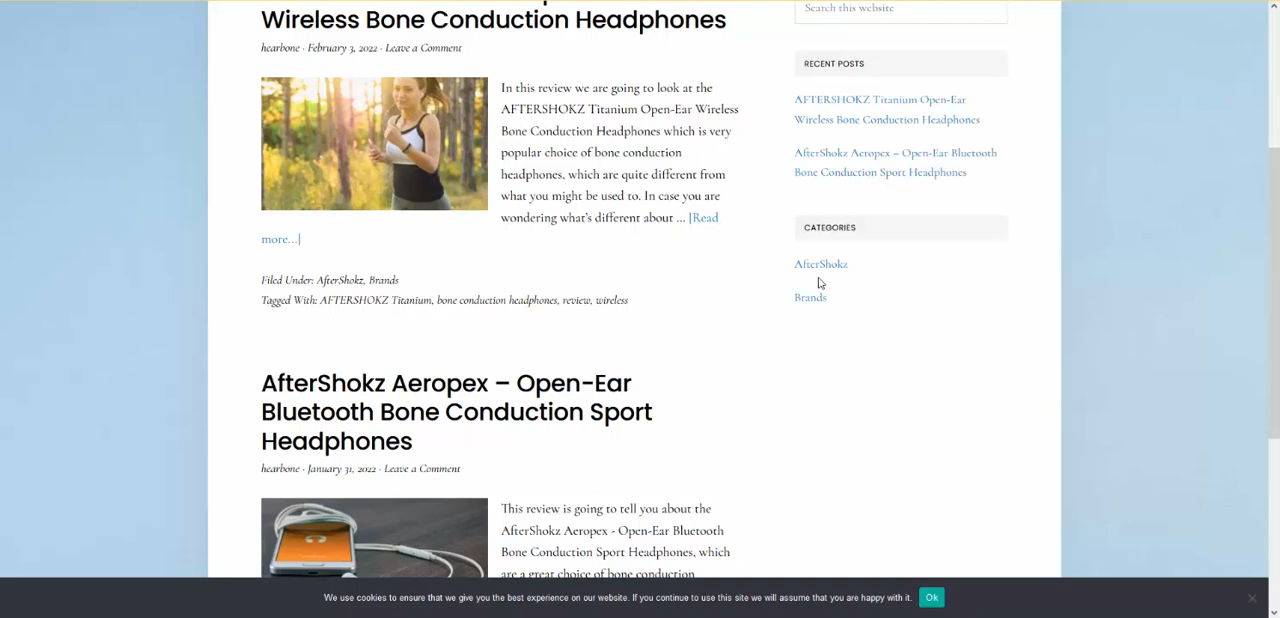 Wireless Bone Conduction Headphones
hearbone · February 3, 2022 · Leave a Comment
In this review we are going to look at the
AFTERSHOKZ Titanium Open-Ear Wireless
Bone Conduction Headphones which is very
popular choice of bone conduction
headphones, which are quite different from
what you might be used to. In case you are
wondering what's different about ... [Read
more...]
Filed Under: AfterShokz, Brands
Tagged With: AFTERSHOKZ Titanium, bone conduction headphones, review, wireless
AfterShokz Aeropex – Open-Ear
Bluetooth Bone Conduction Sport
Headphones
hearbone · January 31, 2022 · Leave a Comment
This review is going to tell you about the
AfterShokz Aeropex - Open-Ear Bluetooth
Bone Conduction Sport Headphones, which
are a great choice of bone conduction
Search this website
RECENT POSTS
AFTERSHOKZ Titanium Open-Ear
Wireless Bone Conduction Headphones
AfterShokz Aeropex – Open-Ear Bluetooth
Bone Conduction Sport Headphones
CATEGORIES
AfterShokz
Brands
We use cookies to ensure that we give you the best experience on our website. If you continue to use this site we will assume that you are happy with it.
Ok